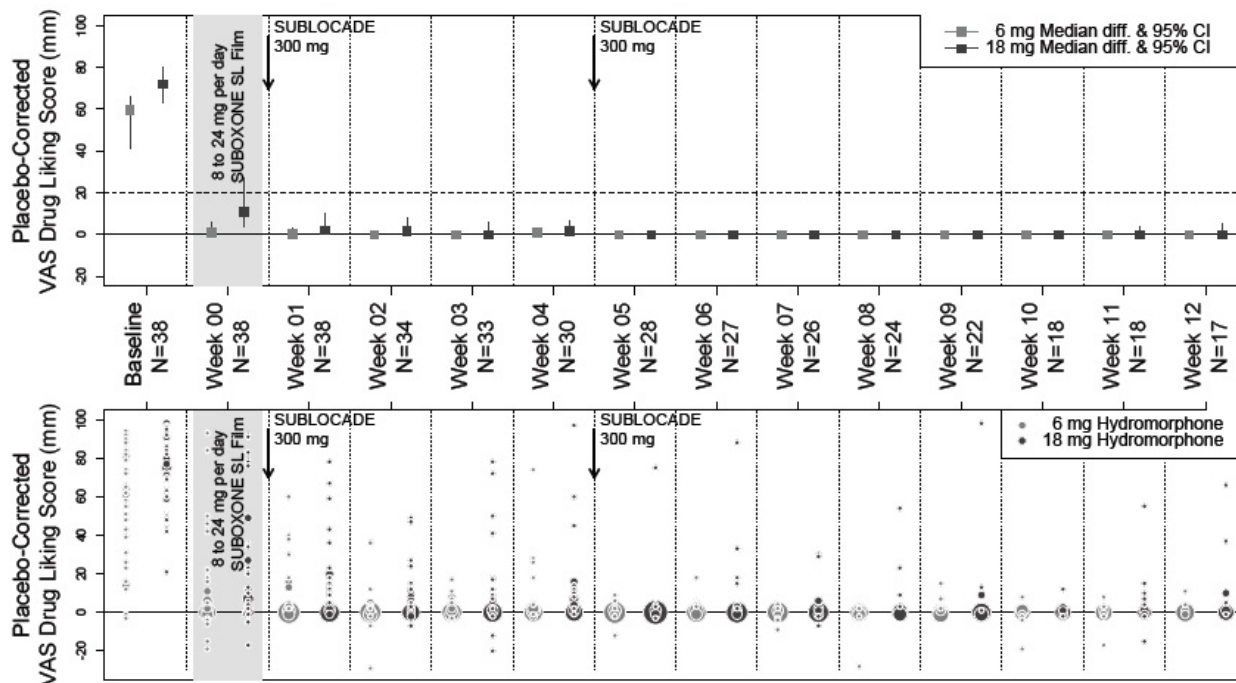 Placebo-Corrected
VAS Drug Liking Score (mm)
100
80
60
40
20
0
-20
8 to 24 mg per day
SUBOXONE SL Film
SUBLOCADE
300 mg
SUBLOCADE
300 mg
6 mg Median diff. & 95% CI
18 mg Median diff. & 95% CI
Baseline
N=38
Week 00
N=38
Week 01
N=38
Week 02
N=34
Week 03
N=33
Week 04
N=30
Week 05
N=28
Week 06
N=27
Week 07
N=26
Week 08
N=24
Week 09
N=22
Week 10
N=18
Week 11
N=18
Week 12
N=17
Placebo-Corrected
VAS Drug Liking Score (mm)
100
80
60
40
20
0
-20
8 to 24 mg per day
SUBOXONE SL Film
SUBLOCADE
300 mg
SUBLOCADE
300 mg
6 mg Hydromorphone
18 mg Hydromorphone